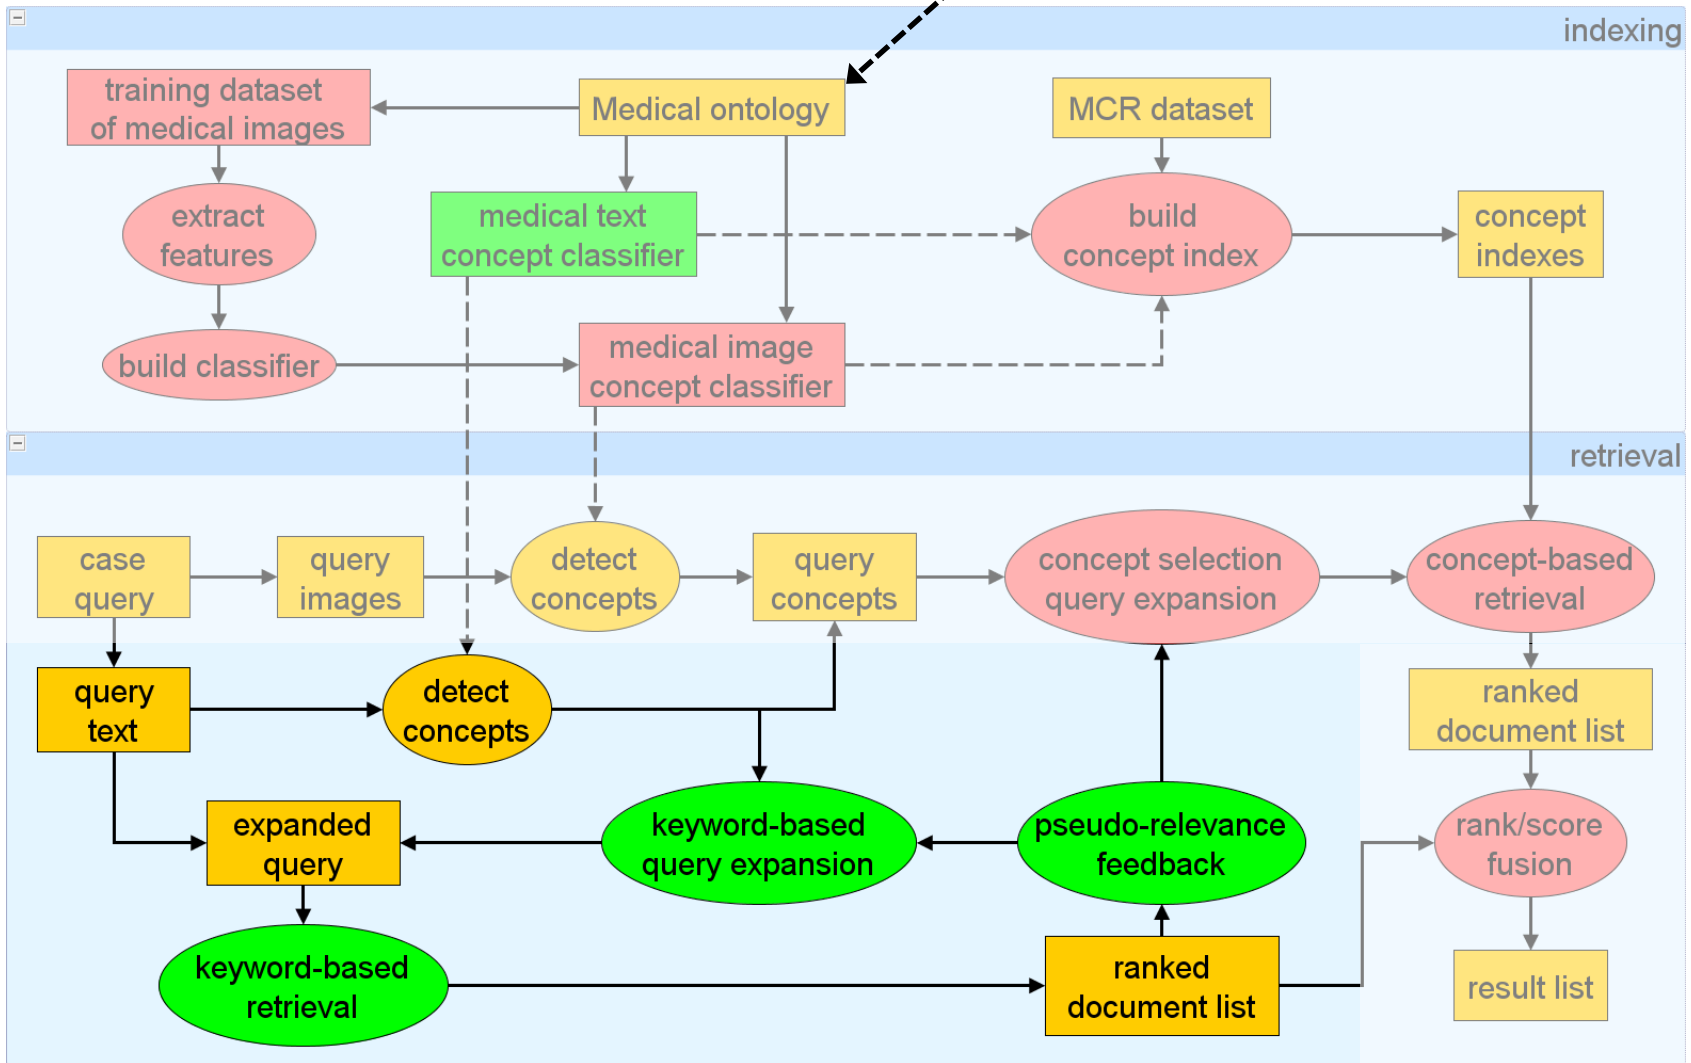 indexing
training dataset
of medical images
Medical ontology
MCR dataset
extract
features
medical text
concept classifier
build
concept index
concept
indexes
build classifier
medical image
concept classifier
retrieval
case
query
query
images
detect
concepts
query
concepts
concept selection
query expansion
concept-based
retrieval
query
text
detect
concepts
ranked
document list
expanded
query
keyword-based
query expansion
pseudo-relevance
feedback
rank/score
fusion
keyword-based
retrieval
ranked
document list
result list